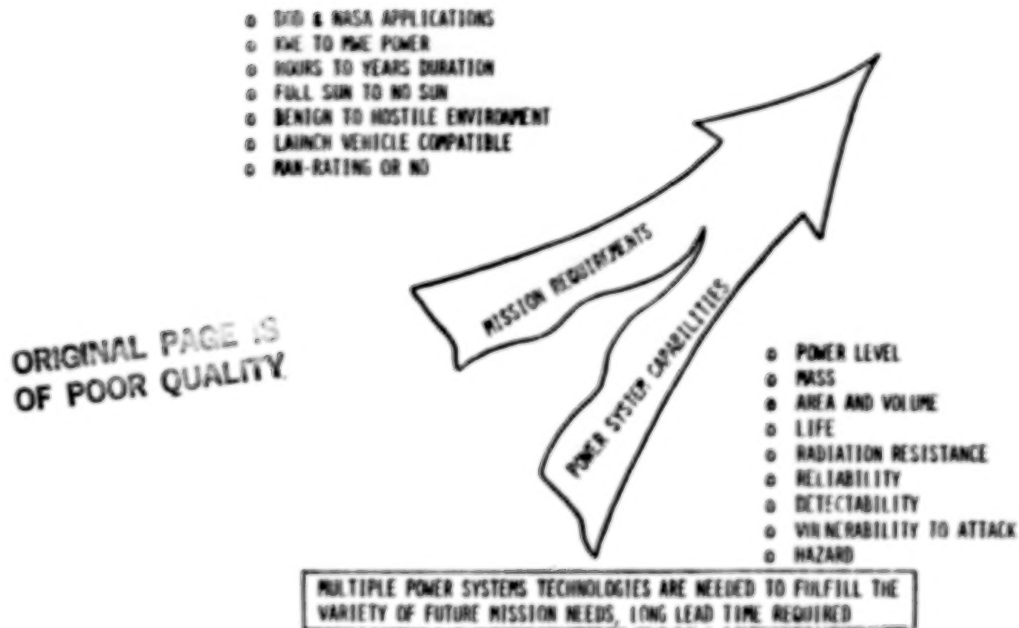 o DOD & NASA APPLICATIONS
o KWE TO MWE POWER
o HOURS TO YEARS DURATION
o FULL SUN TO NO SUN
o BENIGN TO HOSTILE ENVIRONMENT
o LAUNCH VEHICLE COMPATIBLE
o MAN-RATING OR NO
MISSION REQUIREMENTS
ORIGINAL PAGE IS
OF POOR QUALITY
POWER SYSTEM CAPABILITIES
o POWER LEVEL
o MASS
o AREA AND VOLUME
o LIFE
o RADIATION RESISTANCE
o RELIABILITY
o DETECTABILITY
o VULNERABILITY TO ATTACK
o HAZARD
MULTIPLE POWER SYSTEMS TECHNOLOGIES ARE NEEDED TO FULFILL THE
VARIETY OF FUTURE MISSION NEEDS, LONG LEAD TIME REQUIRED